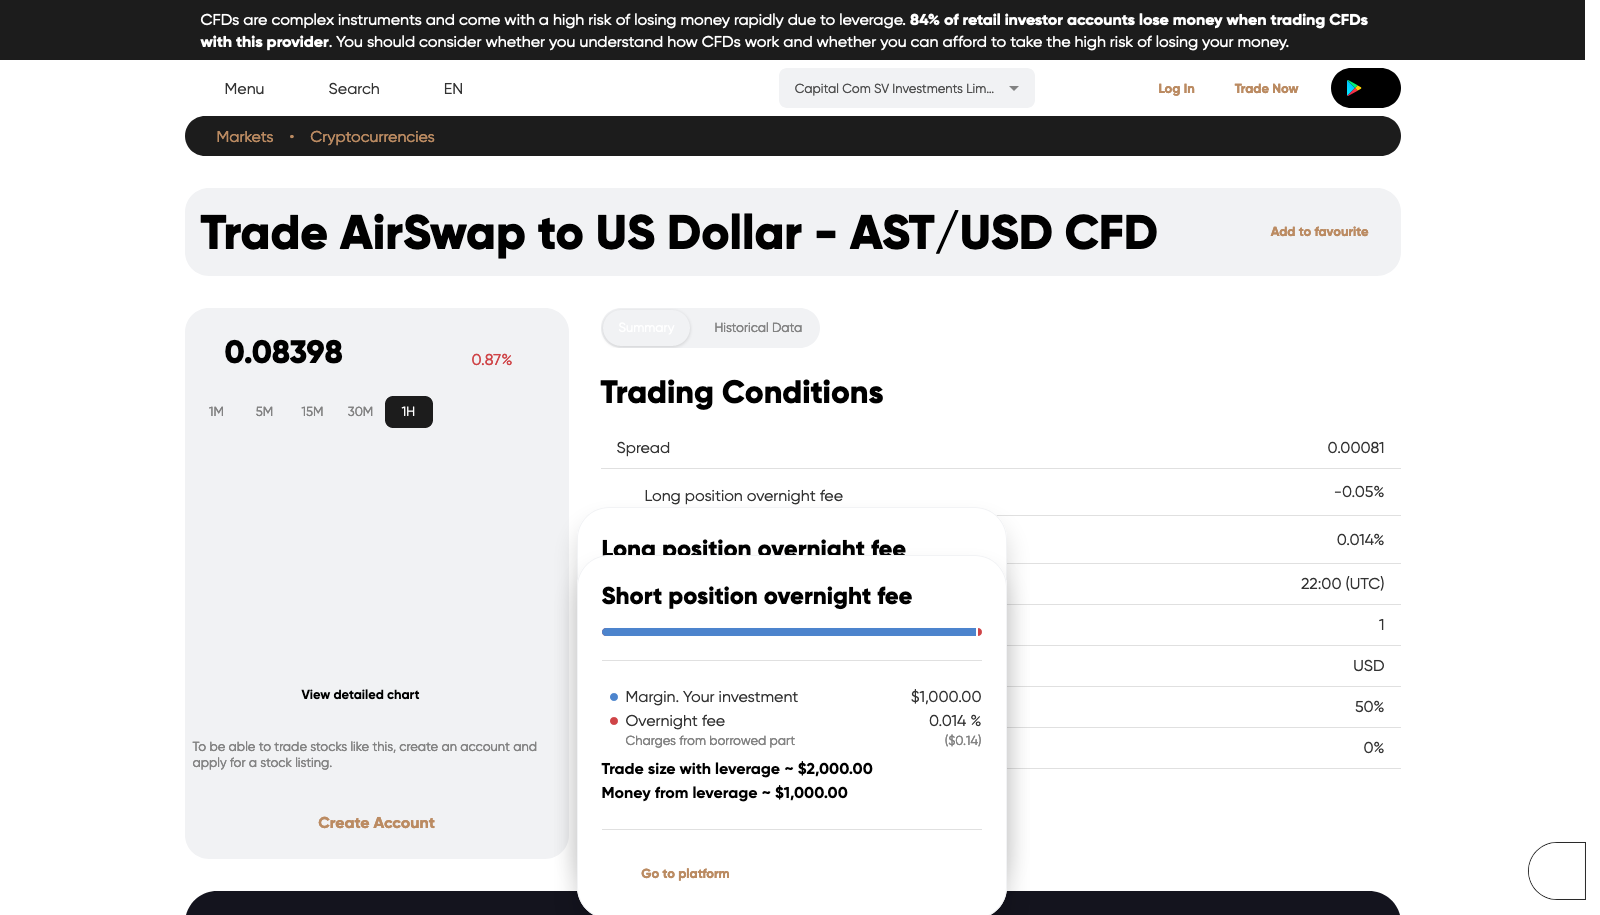 CFDs are complex instruments and come with a high risk of losing money rapidly due to leverage. 84% of retail investor accounts lose money when trading CFDs
with this provider. You should consider whether you understand how CFDs work and whether you can afford to take the high risk of losing your money.
Menu Search EN Capital Com SV Investments Lim... Log In Trade Now
Markets • Cryptocurrencies
Trade AirSwap to US Dollar - AST/USD CFD Add to favourite
0.08398 0.87%
1M 5M 15M 30M 1H
View detailed chart
To be able to trade stocks like this, create an account and
apply for a stock listing.
Create Account
Summary Historical Data
Trading Conditions
Spread 0.00081
Long position overnight fee -0.05%
0.014%
22:00 (UTC)
1
USD
50%
0%
Long position overnight fee
Short position overnight fee
Margin. Your investment $1,000.00
Overnight fee 0.014 %
Charges from borrowed part ($0.14)
Trade size with leverage ~ $2,000.00
Money from leverage ~ $1,000.00
Go to platform